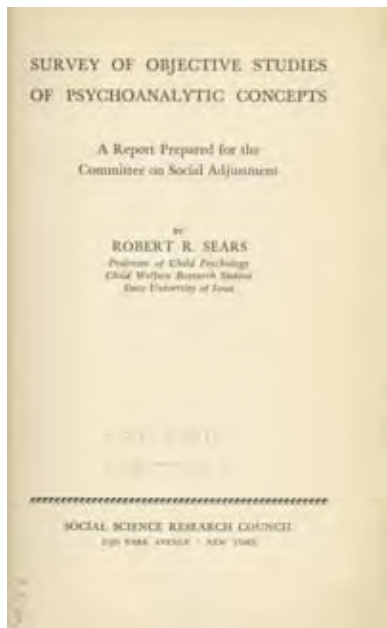 SURVEY OF OBJECTIVE STUDIES
OF PSYCHOANALYTIC CONCEPTS
A Report Prepared for the
Committee on Social Adjustment
BY
ROBERT R. SEARS
Professor of Child Psychology
Child Welfare Research Station
State University of Iowa
SOCIAL SCIENCE RESEARCH COUNCIL
PARK AVENUE · NEW YORK